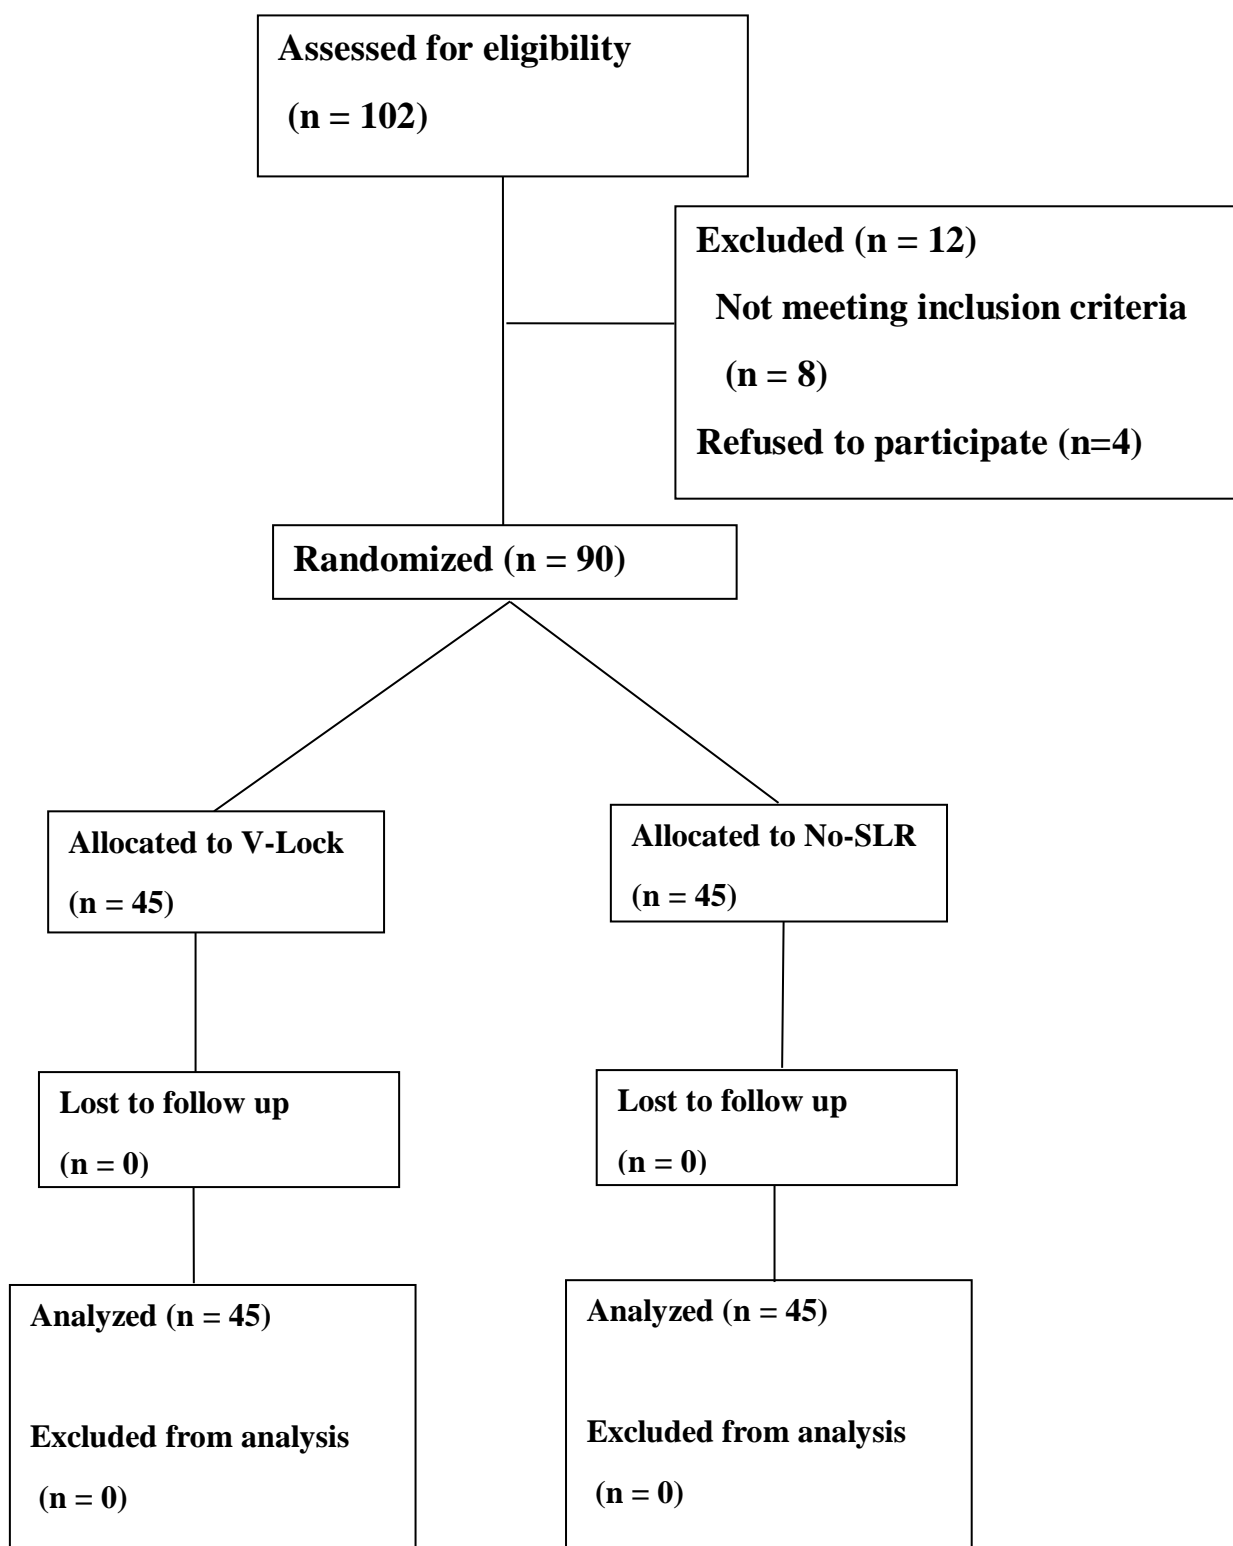 Assessed for eligibility
(n = 102)
Excluded (n = 12)
Not meeting inclusion criteria
(n = 8)
Refused to participate (n=4)
Randomized (n = 90)
Allocated to V-Lock
(n = 45)
Allocated to No-SLR
(n = 45)
Lost to follow up
(n = 0)
Lost to follow up
(n = 0)
Analyzed (n = 45)
Excluded from analysis
(n = 0)
Analyzed (n = 45)
Excluded from analysis
(n = 0)